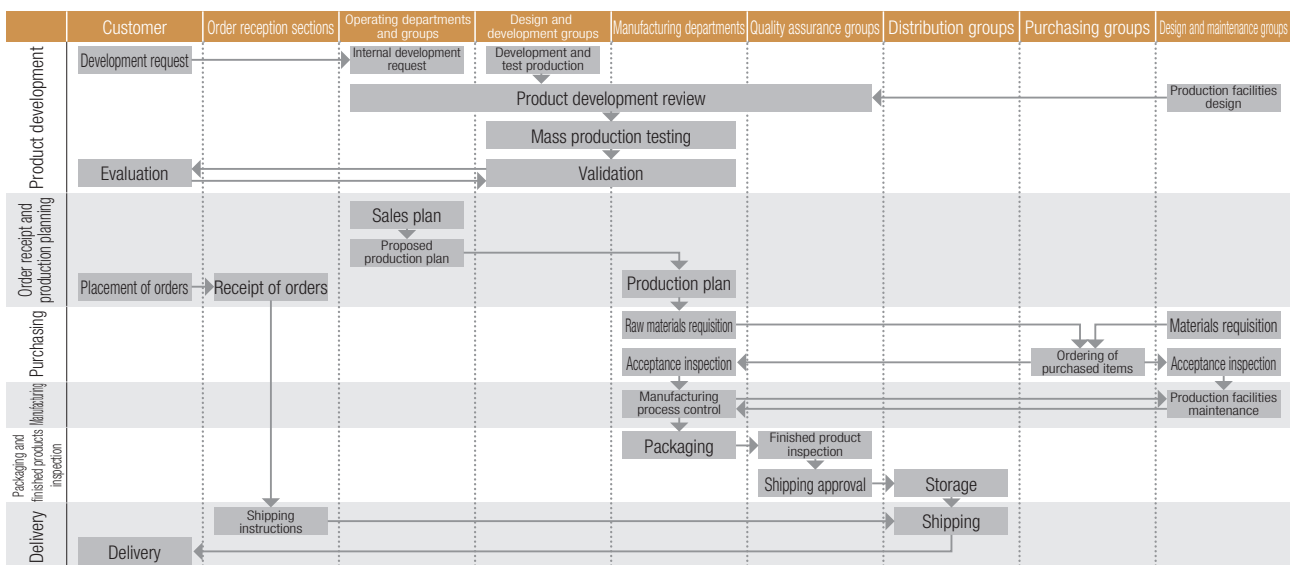 Customer
Order reception sections
Operating departments
and groups
Design and
development groups
Manufacturing departments
Quality assurance groups
Distribution groups
Purchasing groups
Design and maintenance groups
Product development
Development request
Internal development
request
Development and
test production
Product development review
Production facilities
design
Mass production testing
Evaluation
Validation
Order receipt and
production planning
Sales plan
Proposed
production plan
Placement of orders
Receipt of orders
Production plan
Purchasing
Raw materials requisition
Materials requisition
Acceptance inspection
Ordering of
purchased items
Acceptance inspection
Manufacturing
Manufacturing
process control
Production facilities
maintenance
Packaging and
finished products
inspection
Packaging
Finished product
inspection
Shipping approval
Storage
Delivery
Shipping
instructions
Shipping
Delivery